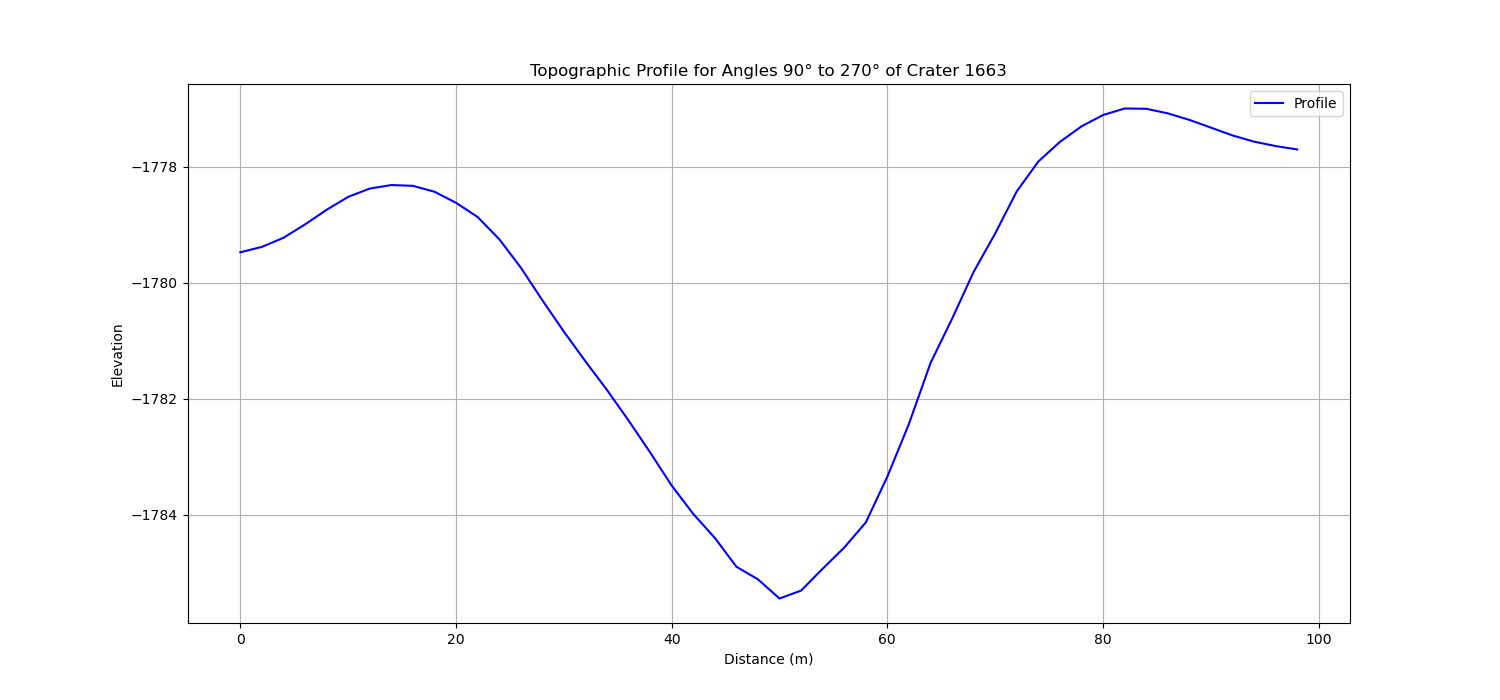 Topographic Profile for Angles 90° to 270° of Crater 1663
Profile
−1778
−1780
−1782
−1784
Elevation
0 20 40 60 80 100
Distance (m)